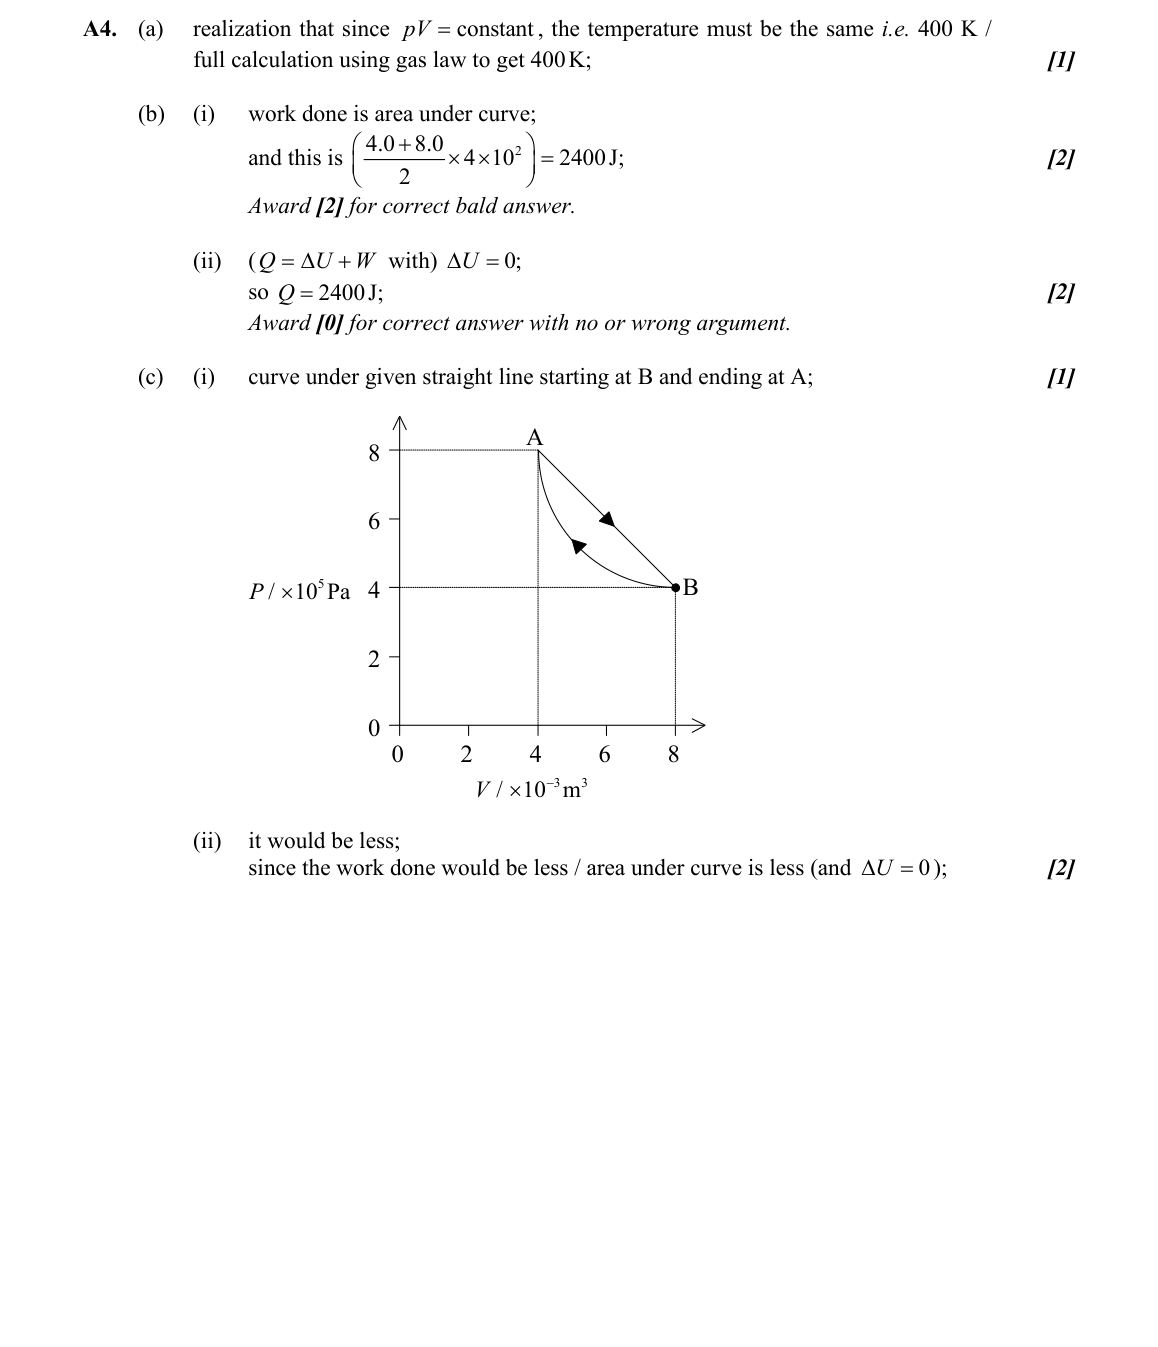 A4. (a) realization that since pV = constant, the temperature must be the same i.e. 400 K /
full calculation using gas law to get 400 K; [1]
(b) (i) work done is area under curve;
and this is ((4.0 + 8.0)/2 × 4 × 10²) = 2400 J; [2]
Award [2] for correct bald answer.
(ii) (Q = ΔU + W with) ΔU = 0;
so Q = 2400 J; [2]
Award [0] for correct answer with no or wrong argument.
(c) (i) curve under given straight line starting at B and ending at A; [1]
A
8
6
P / ×10⁵ Pa 4 B
2
0
0 2 4 6 8
V / ×10⁻³ m³
(ii) it would be less;
since the work done would be less / area under curve is less (and ΔU = 0); [2]